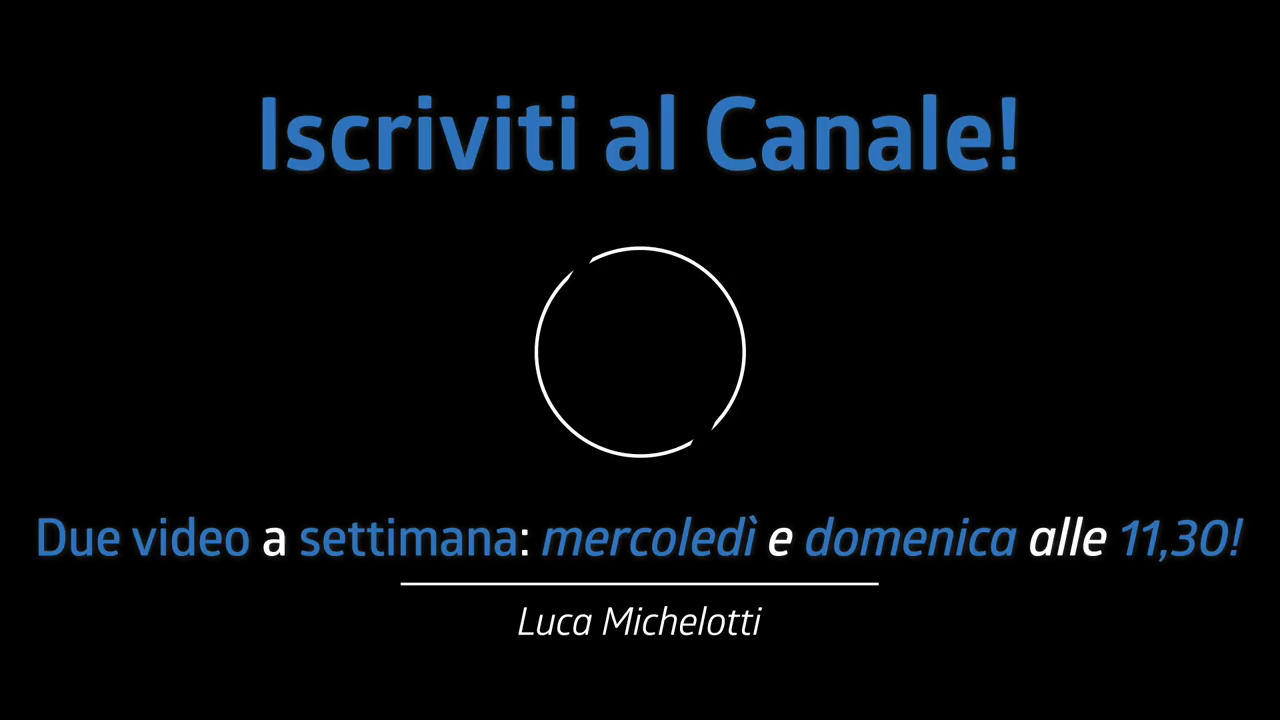 Iscriviti al Canale!
Due video a settimana: mercoledì e domenica alle 11,30!
Luca Michelotti